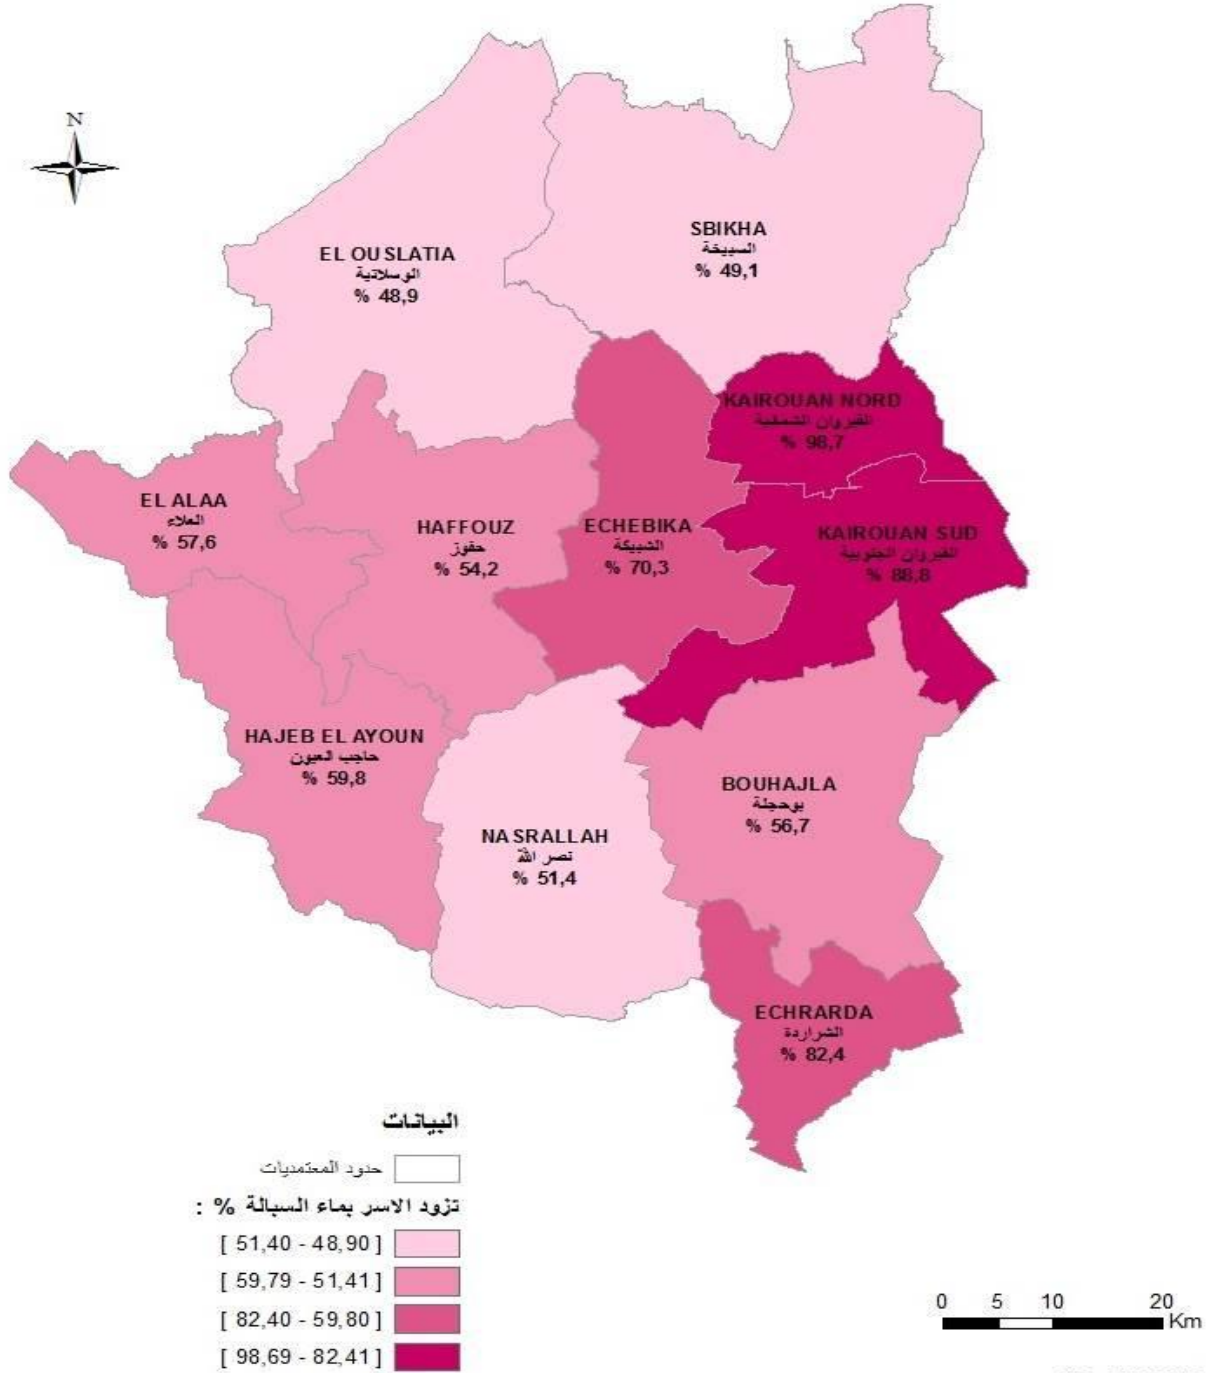 N
SBIKHA
السبيخة
% 49,1
EL OUSLATIA
الوسلاتية
% 48,9
KAIROUAN NORD
القيروان الشمالية
% 98,7
EL ALAA
العلاء
% 57,6
HAFFOUZ
حفوز
% 54,2
ECHEBIKA
الشبيكة
% 70,3
KAIROUAN SUD
القيروان الجنوبية
% 88,8
HAJEB EL AYOUN
حاجب العيون
% 59,8
BOUHAJLA
بوحجلة
% 56,7
NASRALLAH
نصر الله
% 51,4
ECHRARDA
الشراردة
% 82,4
البيانات
حدود المعتمديات
تزود الاسر بماء السبالة % :
[ 51,40 - 48,90 ]
[ 59,79 - 51,41 ]
[ 82,40 - 59,80 ]
[ 98,69 - 82,41 ]
0 5 10 20
Km